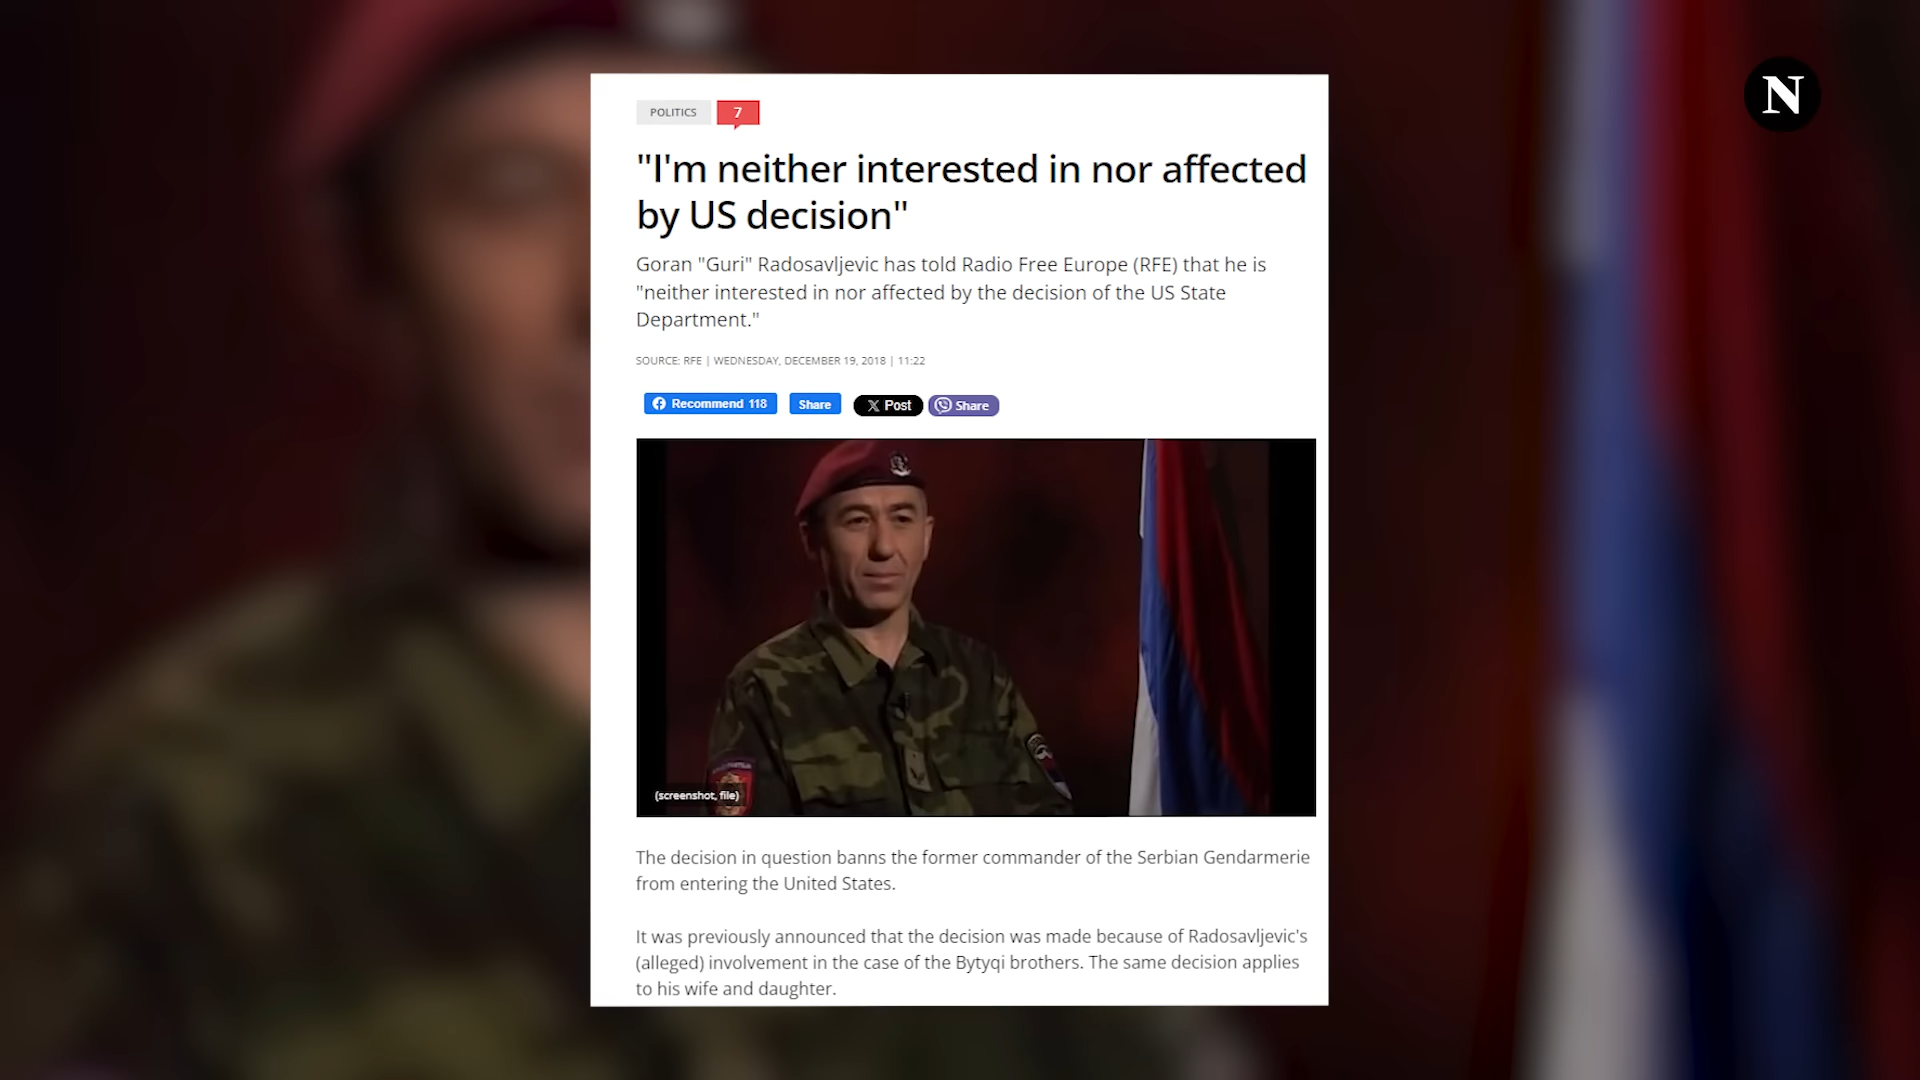 N
POLITICS 7
"I'm neither interested in nor affected
by US decision"
Goran "Guri" Radosavljevic has told Radio Free Europe (RFE) that he is
"neither interested in nor affected by the decision of the US State
Department."
SOURCE: RFE | WEDNESDAY, DECEMBER 19, 2018 | 11:22
Recommend 118 Share X Post Share
(screenshot, file)
The decision in question banns the former commander of the Serbian Gendarmerie
from entering the United States.
It was previously announced that the decision was made because of Radosavljevic's
(alleged) involvement in the case of the Bytyqi brothers. The same decision applies
to his wife and daughter.